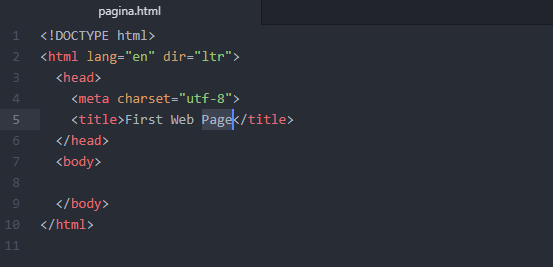 pagina.html
1 <!DOCTYPE html>
2 <html lang="en" dir="ltr">
3 <head>
4 <meta charset="utf-8">
5 <title>First Web Page</title>
6 </head>
7 <body>
8
9 </body>
10 </html>
11